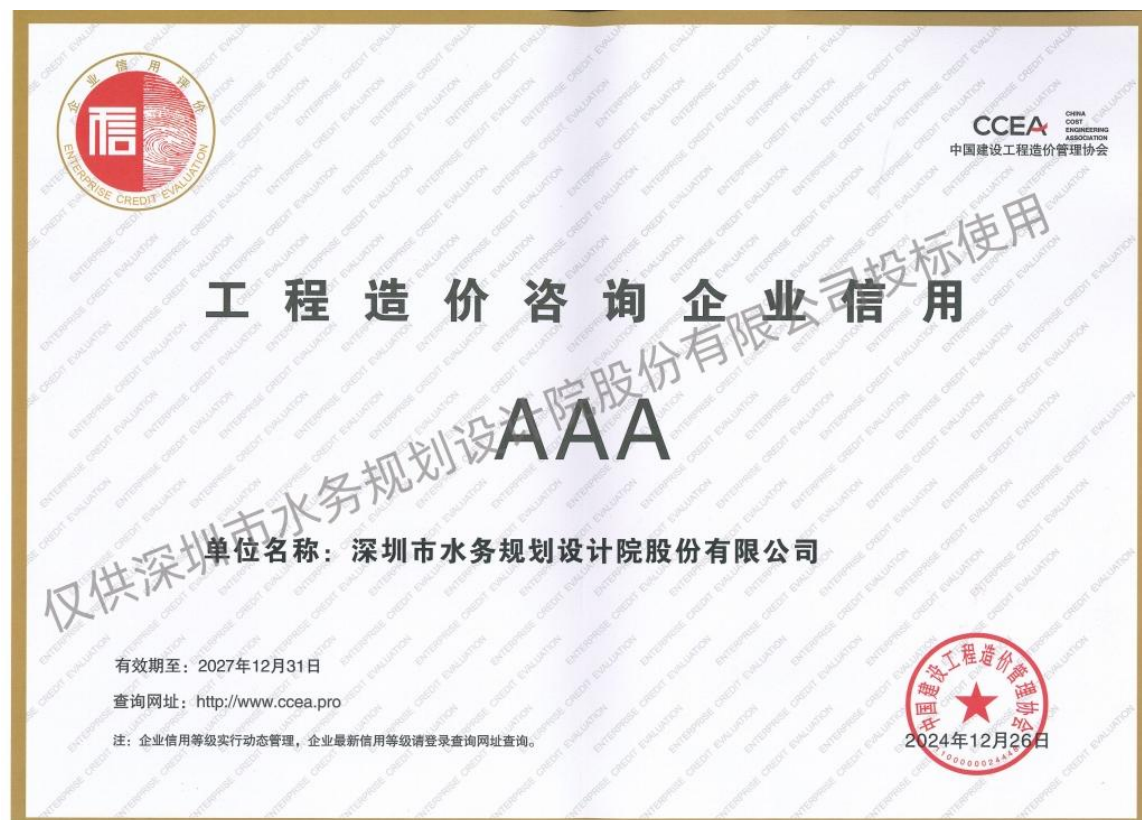 企业信用评价
信
ENTERPRISE CREDIT EVALUATION
CCEA
CHINA
COST
ENGINEERING
ASSOCIATION
中国建设工程造价管理协会
工程造价咨询企业信用
AAA
仅供深圳市水务规划设计院股份有限公司投标使用
单位名称：深圳市水务规划设计院股份有限公司
有效期至：2027年12月31日
查询网址：http://www.ccea.pro
注：企业信用等级实行动态管理，企业最新信用等级请登录查询网址查询。
中国建设工程造价管理协会
2024年12月26日